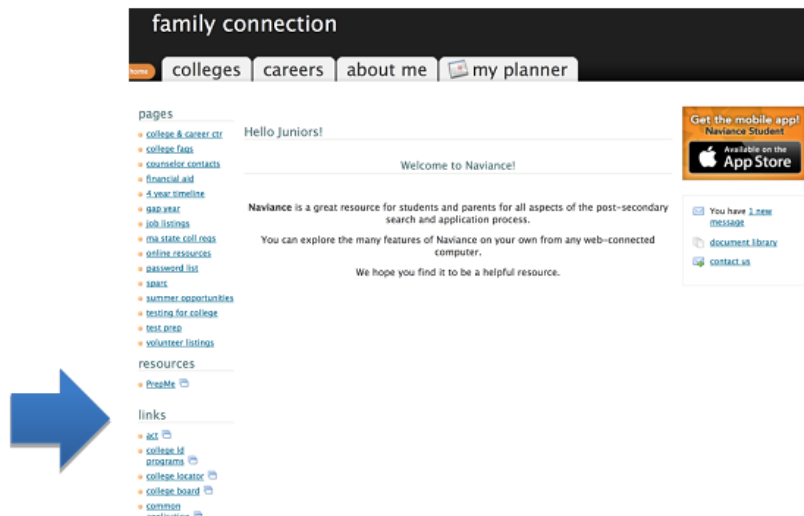 family connection
home
colleges
careers
about me
my planner
pages
college & career ctr
college faqs
counselor contacts
financial aid
4 year timeline
gap year
job listings
ma state coll reqs
online resources
password list
sparc
summer opportunities
testing for college
test prep
volunteer listings
resources
PrepMe
links
act
college ld
programs
college locator
college board
common
application
Hello Juniors!
Welcome to Naviance!
Naviance is a great resource for students and parents for all aspects of the post-secondary
search and application process.
You can explore the many features of Naviance on your own from any web-connected
computer.
We hope you find it to be a helpful resource.
Get the mobile app!
Naviance Student
Available on the
App Store
You have 1 new
message
document library
contact us